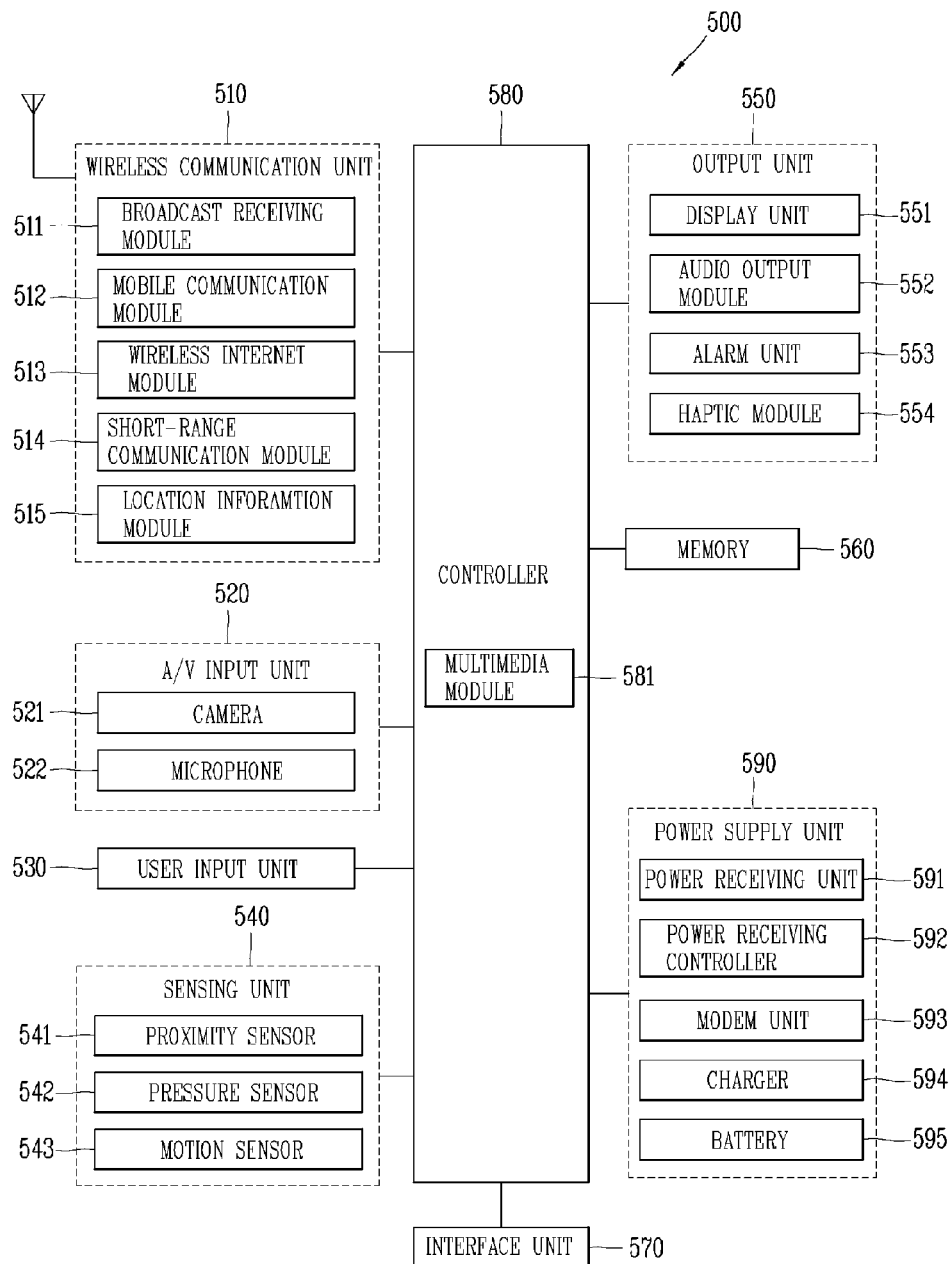 500
510
WIRELESS COMMUNICATION UNIT
511
BROADCAST RECEIVING
MODULE
512
MOBILE COMMUNICATION
MODULE
513
WIRELESS INTERNET
MODULE
514
SHORT-RANGE
COMMUNICATION MODULE
515
LOCATION INFORAMTION
MODULE
520
A/V INPUT UNIT
521
CAMERA
522
MICROPHONE
530
USER INPUT UNIT
540
SENSING UNIT
541
PROXIMITY SENSOR
542
PRESSURE SENSOR
543
MOTION SENSOR
580
CONTROLLER
MULTIMEDIA
MODULE
581
INTERFACE UNIT
570
550
OUTPUT UNIT
DISPLAY UNIT
551
AUDIO OUTPUT
MODULE
552
ALARM UNIT
553
HAPTIC MODULE
554
MEMORY
560
590
POWER SUPPLY UNIT
POWER RECEIVING UNIT
591
POWER RECEIVING
CONTROLLER
592
MODEM UNIT
593
CHARGER
594
BATTERY
595